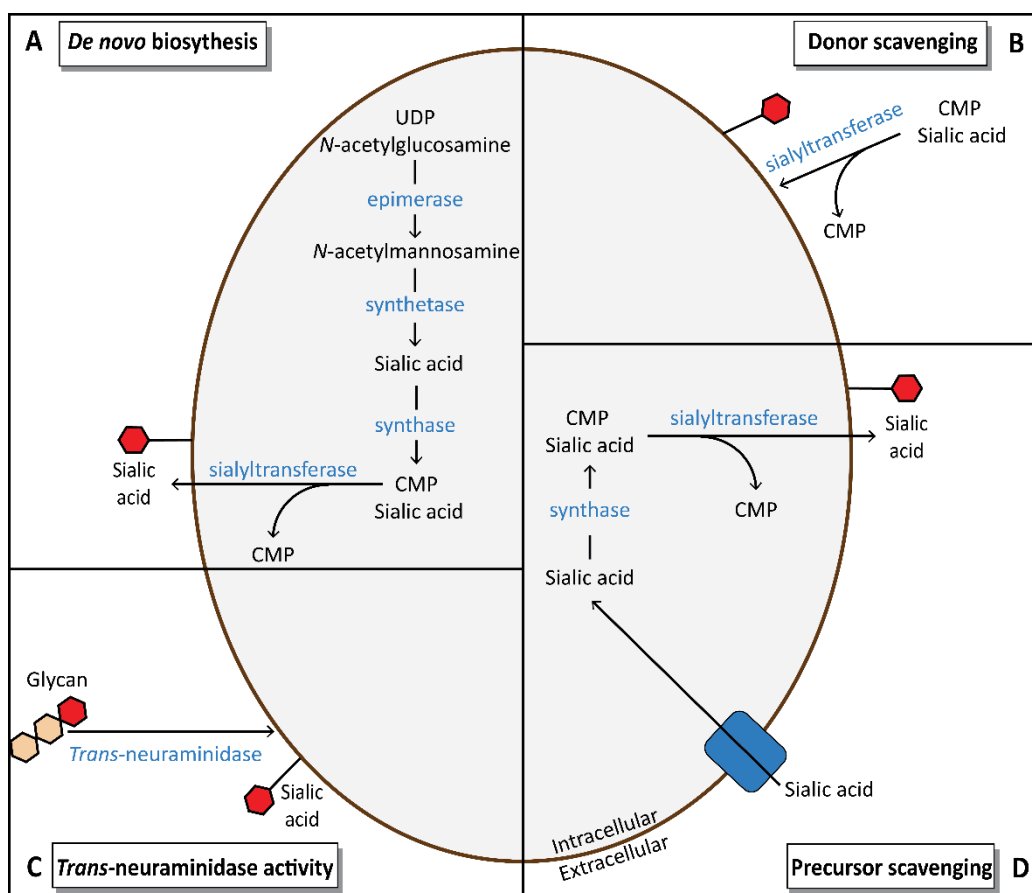 A
De novo biosythesis
UDP
N-acetylglucosamine
epimerase
N-acetylmannosamine
synthetase
Sialic acid
synthase
CMP
Sialic acid
sialyltransferase
CMP
Sialic
acid
Donor scavenging
B
sialyltransferase
CMP
Sialic acid
CMP
Glycan
Trans-neuraminidase
Sialic
acid
C
Trans-neuraminidase activity
CMP
Sialic acid
sialyltransferase
Sialic
acid
CMP
synthase
Sialic acid
Sialic acid
Intracellular
Extracellular
Precursor scavenging
D